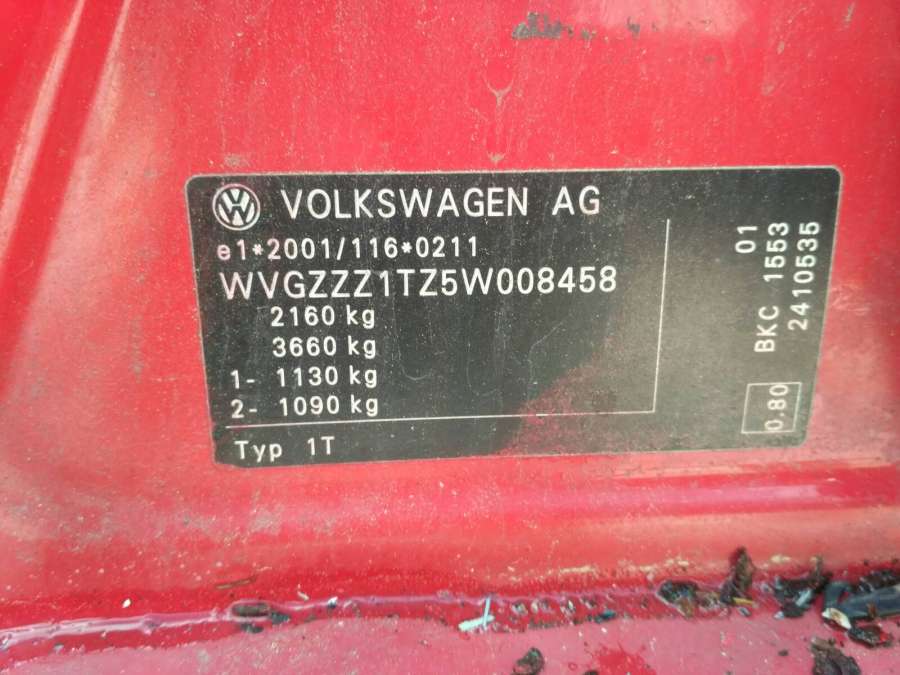 VOLKSWAGEN AG
e1*2001/116*0211
WVGZZZ1TZ5W008458
2160 kg
3660 kg
1- 1130 kg
2- 1090 kg
Typ 1T
01
BKC 1553
2410535
0.80